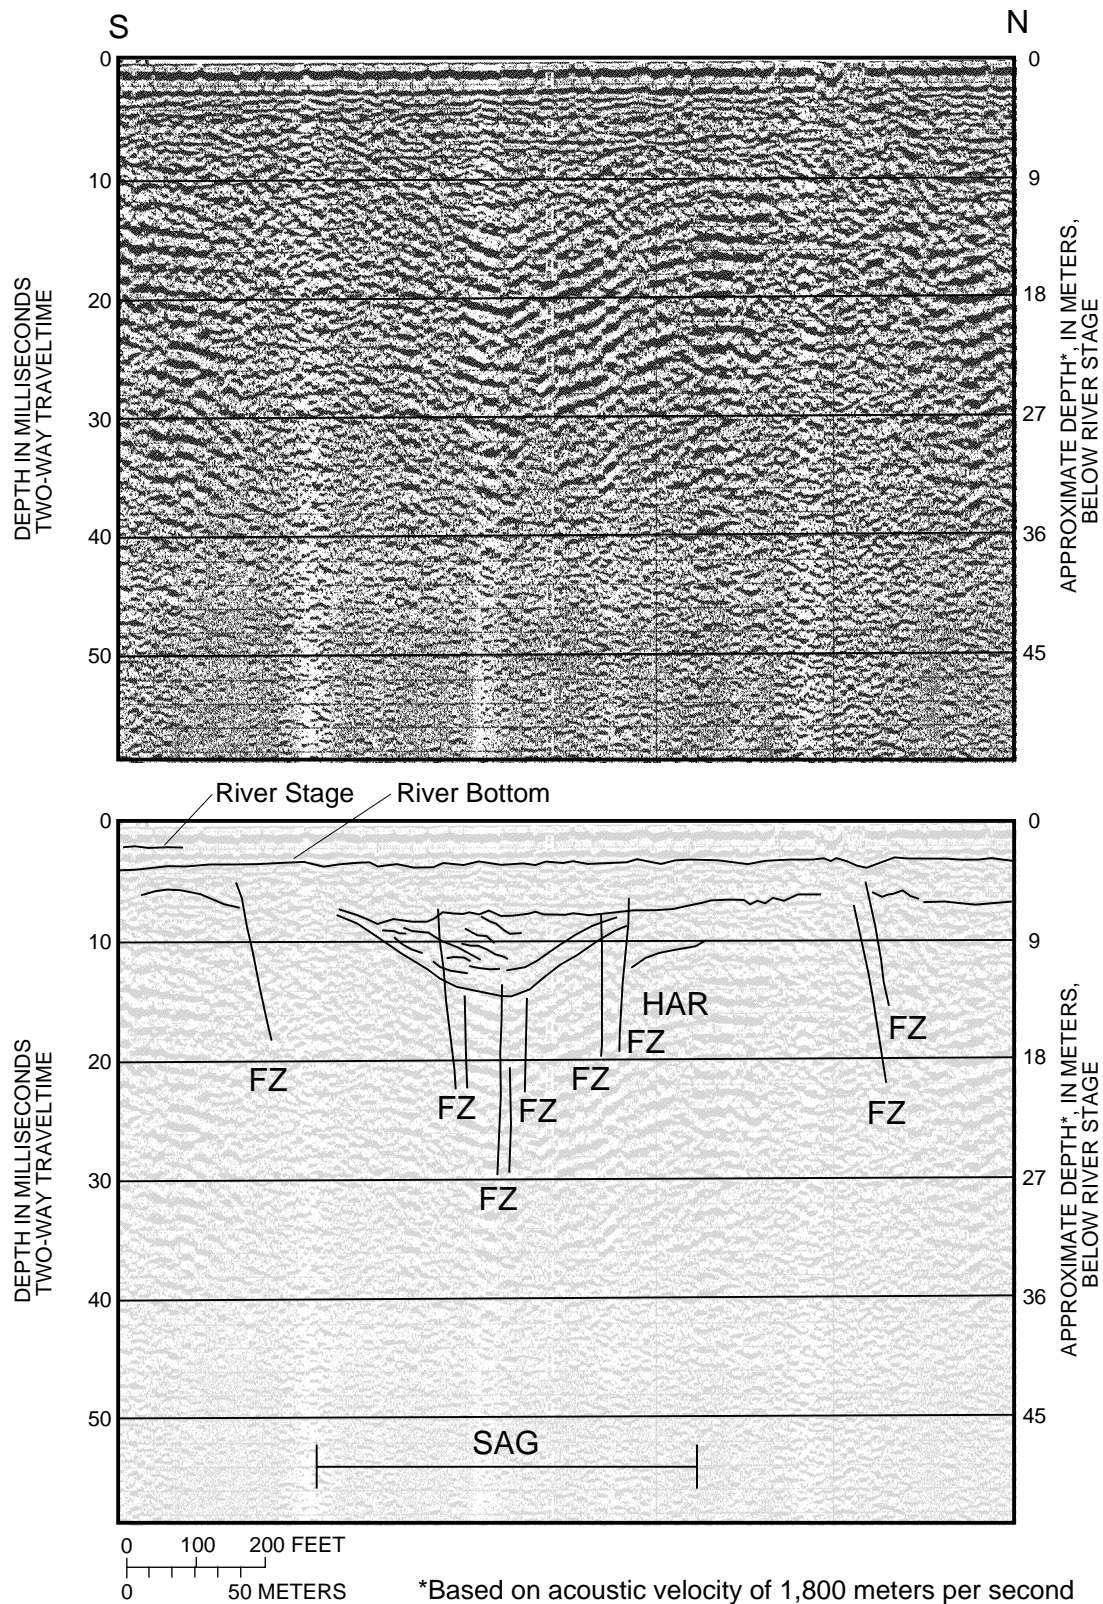 S
N
0
10
20
30
40
50
DEPTH IN MILLISECONDS
TWO-WAY TRAVELTIME
0
9
18
27
36
45
APPROXIMATE DEPTH*, IN METERS,
BELOW RIVER STAGE
River Stage
River Bottom
0
10
20
30
40
50
DEPTH IN MILLISECONDS
TWO-WAY TRAVELTIME
0
9
18
27
36
45
APPROXIMATE DEPTH*, IN METERS,
BELOW RIVER STAGE
HAR
FZ
FZ
FZ
FZ
FZ
FZ
FZ
FZ
SAG
0 100 200 FEET
0 50 METERS
*Based on acoustic velocity of 1,800 meters per second